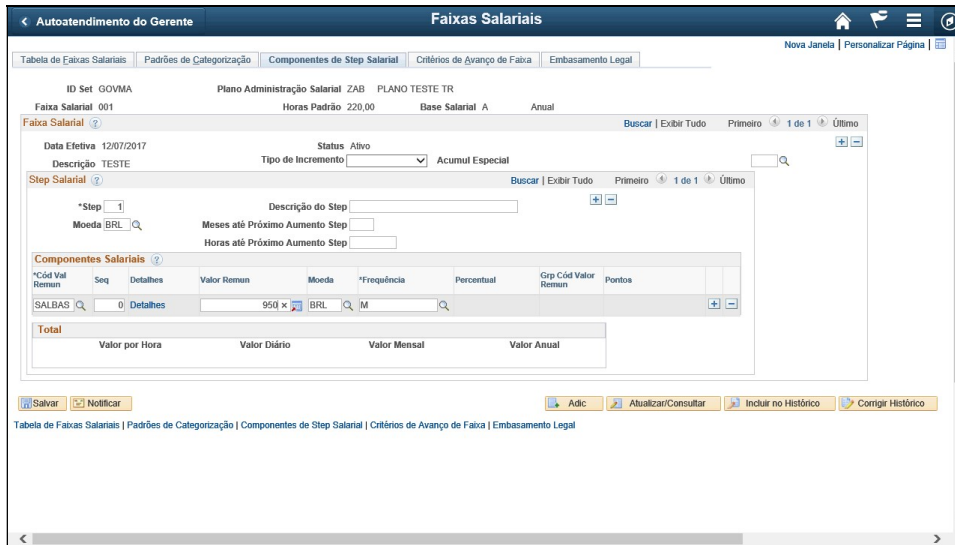 Autoatendimento do Gerente
Faixas Salariais
Nova Janela | Personalizar Página |
Tabela de Faixas Salariais Padrões de Categorização Componentes de Step Salarial Critérios de Avanço de Faixa Embasamento Legal
ID Set GOVMA Plano Administração Salarial ZAB PLANO TESTE TR
Faixa Salarial 001 Horas Padrão 220,00 Base Salarial A Anual
Faixa Salarial ? Buscar | Exibir Tudo Primeiro 1 de 1 Último
Data Efetiva 12/07/2017 Status Ativo
Descrição TESTE Tipo de Incremento Acumul Especial
Step Salarial ? Buscar | Exibir Tudo Primeiro 1 de 1 Último
*Step 1 Descrição do Step
Moeda BRL Meses até Próximo Aumento Step
Horas até Próximo Aumento Step
Componentes Salariais ?
*Cód Val Remun Seq Detalhes Valor Remun Moeda *Frequência Percentual Grp Cód Valor Remun Pontos
SALBAS 0 Detalhes 950 × BRL M
Total
Valor por Hora Valor Diário Valor Mensal Valor Anual
Salvar Notificar Adic Atualizar/Consultar Incluir no Histórico Corrigir Histórico
Tabela de Faixas Salariais | Padrões de Categorização | Componentes de Step Salarial | Critérios de Avanço de Faixa | Embasamento Legal